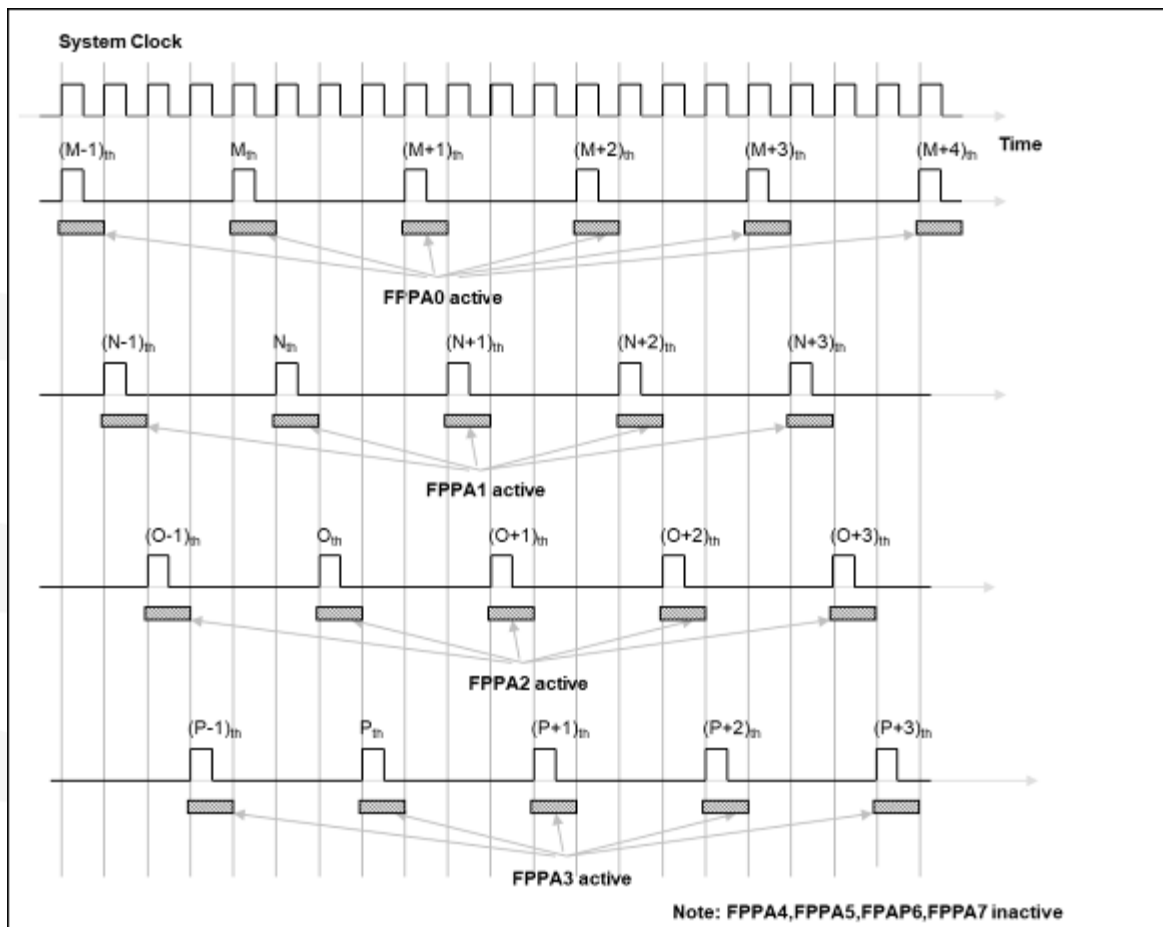 System Clock
Time
(M-1)th Mth (M+1)th (M+2)th (M+3)th (M+4)th
FPPA0 active
(N-1)th Nth (N+1)th (N+2)th (N+3)th
FPPA1 active
(O-1)th Oth (O+1)th (O+2)th (O+3)th
FPPA2 active
(P-1)th Pth (P+1)th (P+2)th (P+3)th
FPPA3 active
Note: FPPA4,FPPA5,FPAP6,FPPA7 inactive